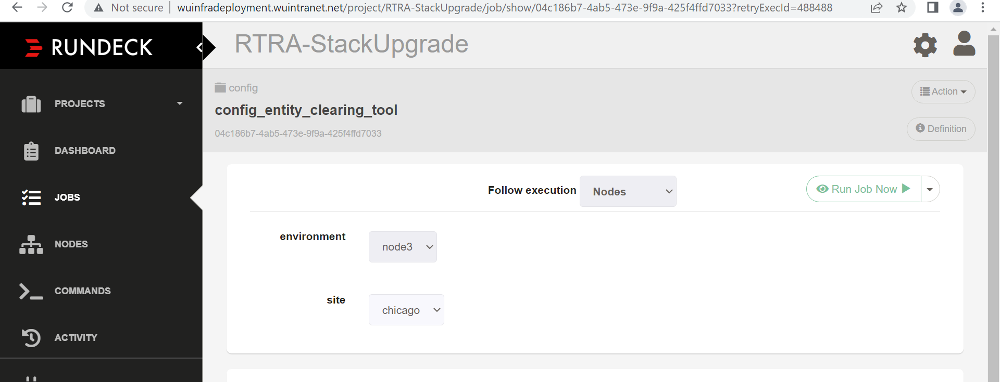 Not secure
wuinfradeployment.wuintranet.net/project/RTRA-StackUpgrade/job/show/04c186b7-4ab5-473e-9f9a-425f4ffd7033?retryExecId=488488
RUNDECK
RTRA-StackUpgrade
PROJECTS
DASHBOARD
JOBS
NODES
COMMANDS
ACTIVITY
config
Action
config_entity_clearing_tool
04c186b7-4ab5-473e-9f9a-425f4ffd7033
Definition
Follow execution Nodes
Run Job Now
environment node3
site chicago